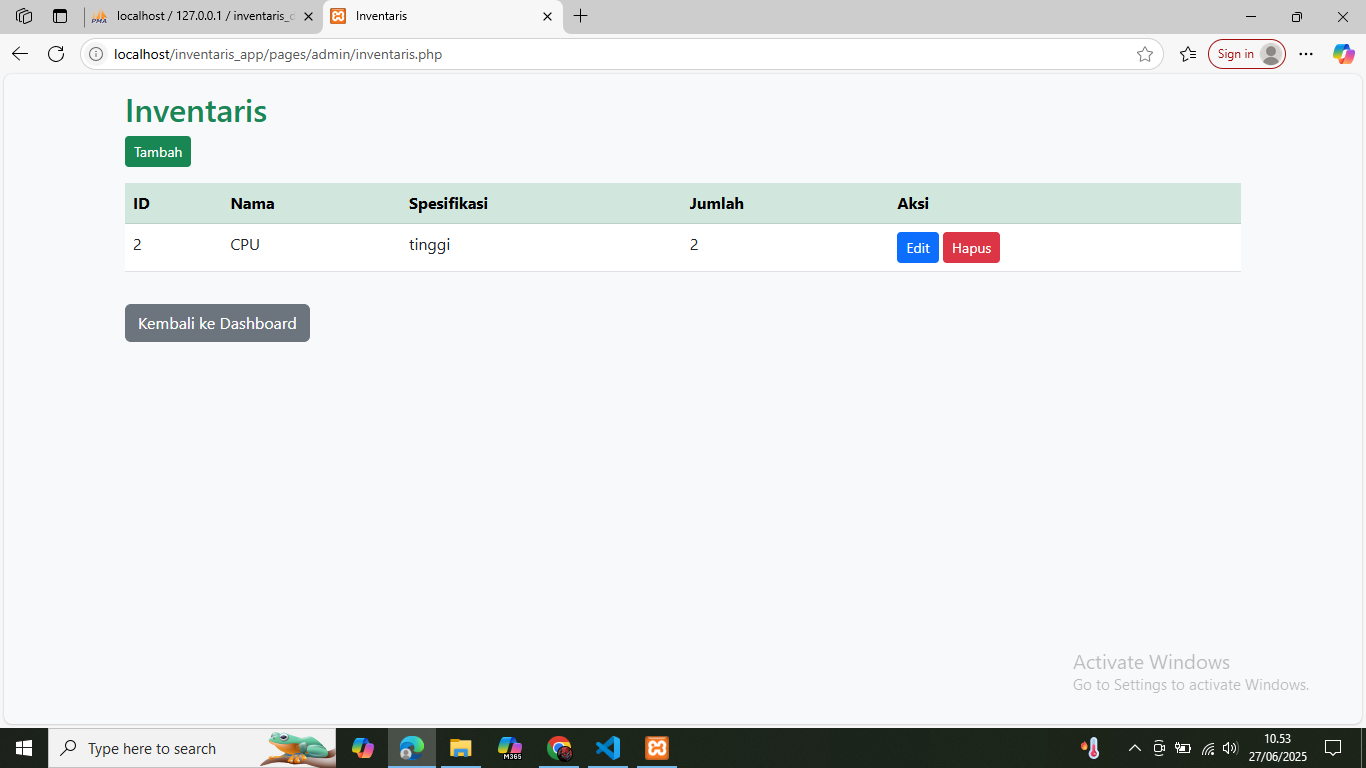 localhost / 127.0.0.1 / inventaris_d
Inventaris
localhost/inventaris_app/pages/admin/inventaris.php
Sign in
Inventaris
Tambah
ID Nama Spesifikasi Jumlah Aksi
2 CPU tinggi 2 Edit Hapus
Kembali ke Dashboard
Activate Windows
Go to Settings to activate Windows.
Type here to search
M365
10.53
27/06/2025